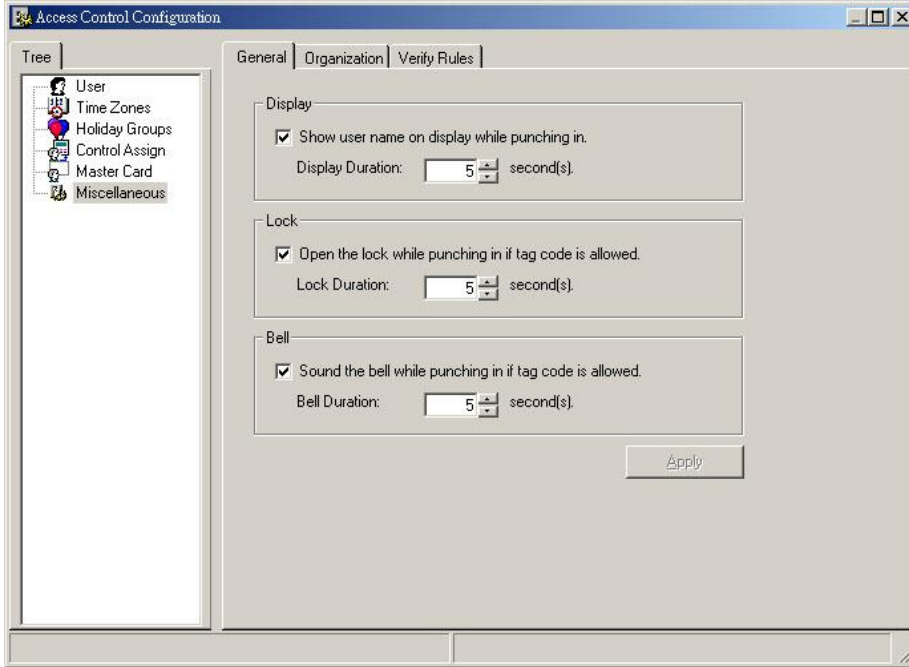 Access Control Configuration
Tree
User
Time Zones
Holiday Groups
Control Assign
Master Card
Miscellaneous
General Organization Verify Rules
Display
Show user name on display while punching in.
Display Duration: 5 second(s).
Lock
Open the lock while punching in if tag code is allowed.
Lock Duration: 5 second(s).
Bell
Sound the bell while punching in if tag code is allowed.
Bell Duration: 5 second(s).
Apply